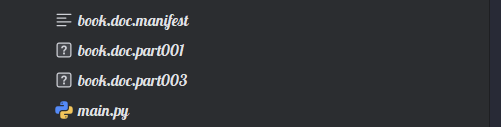 book.doc.manifest
book.doc.part001
book.doc.part003
main.py